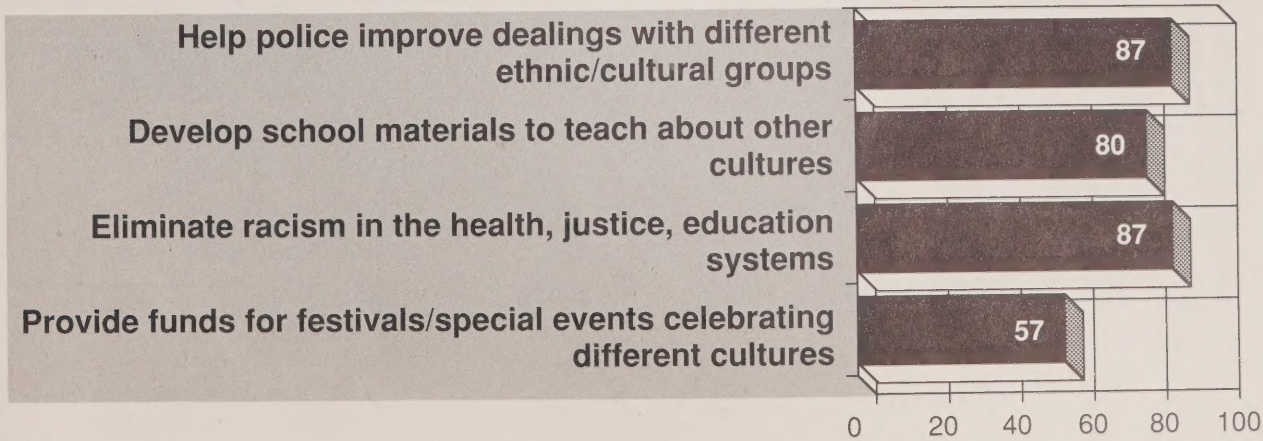 Help police improve dealings with different
ethnic/cultural groups
87
Develop school materials to teach about other
cultures
80
Eliminate racism in the health, justice, education
systems
87
Provide funds for festivals/special events celebrating
different cultures
57
0 20 40 60 80 100